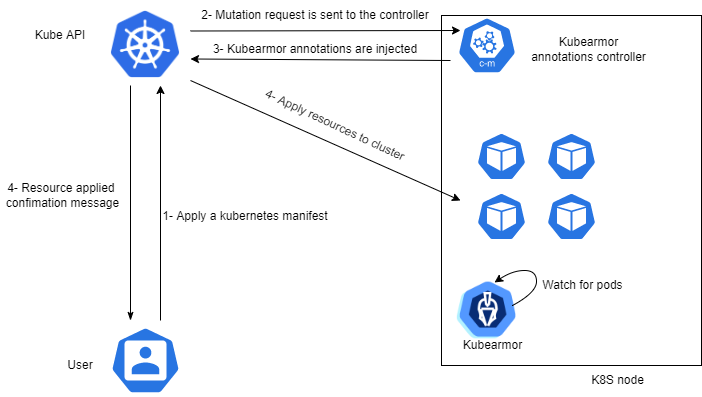 2- Mutation request is sent to the controller
Kube API
3- Kubearmor annotations are injected
c-m
Kubearmor
annotations controller
4- Apply resources to cluster
4- Resource applied
confimation message
1- Apply a kubernetes manifest
Watch for pods
Kubearmor
User
K8S node